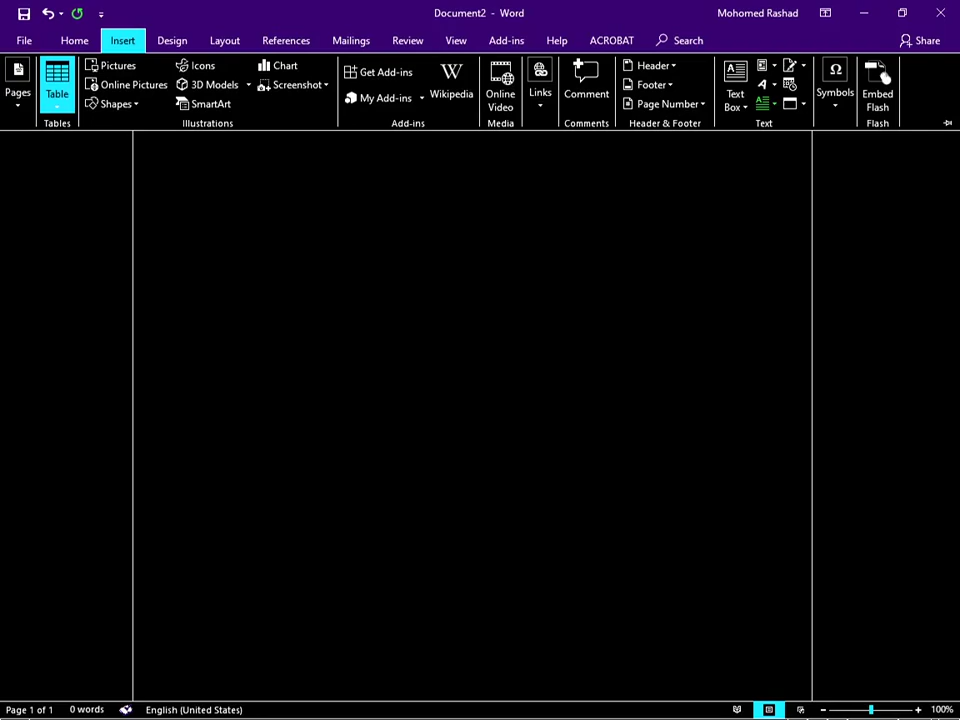 Document2 - Word
Mohomed Rashad
File Home Insert Design Layout References Mailings Review View Add-ins Help ACROBAT Search Share
Pages
Table
Tables
Pictures
Online Pictures
Shapes
Icons
3D Models
SmartArt
Chart
Screenshot
Illustrations
Get Add-ins
My Add-ins
W
Wikipedia
Add-ins
Online
Video
Media
Links
Comment
Comments
Header
Footer
Page Number
Header & Footer
Text
Box
Text
Ω
Symbols
Embed
Flash
Flash
Page 1 of 1 0 words English (United States) 100%